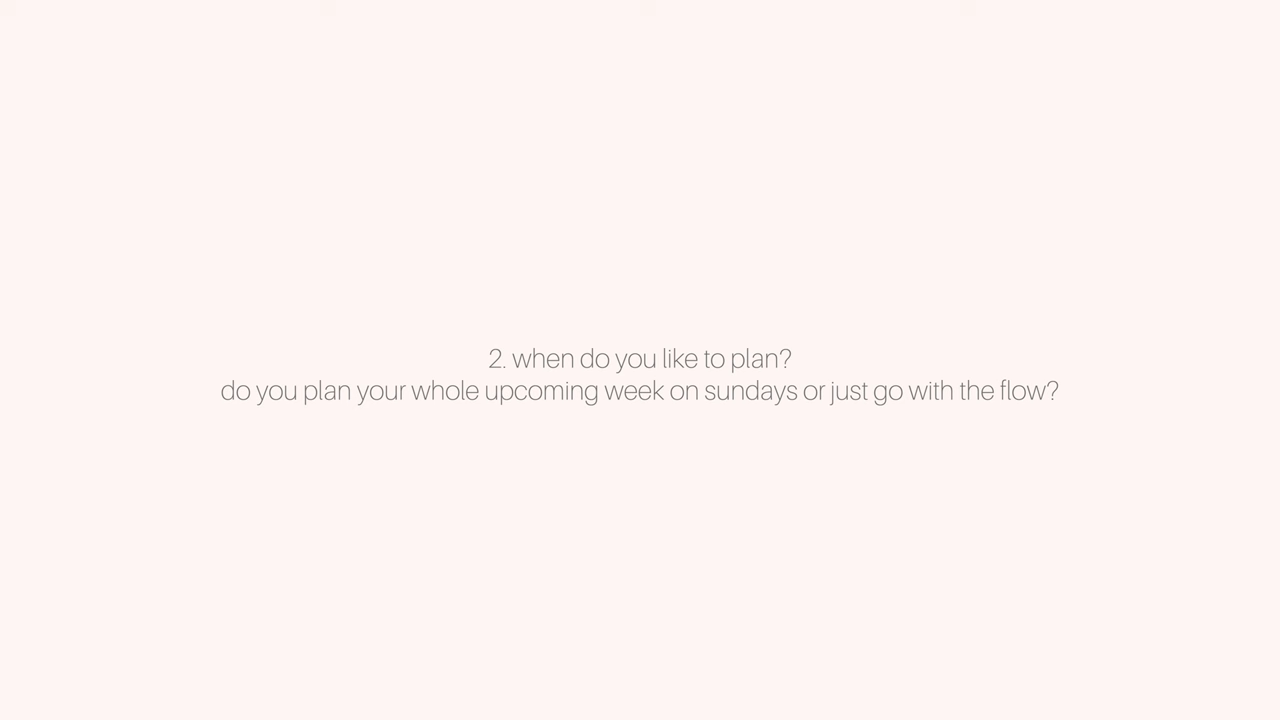 2. when do you like to plan?
do you plan your whole upcoming week on sundays or just go with the flow?